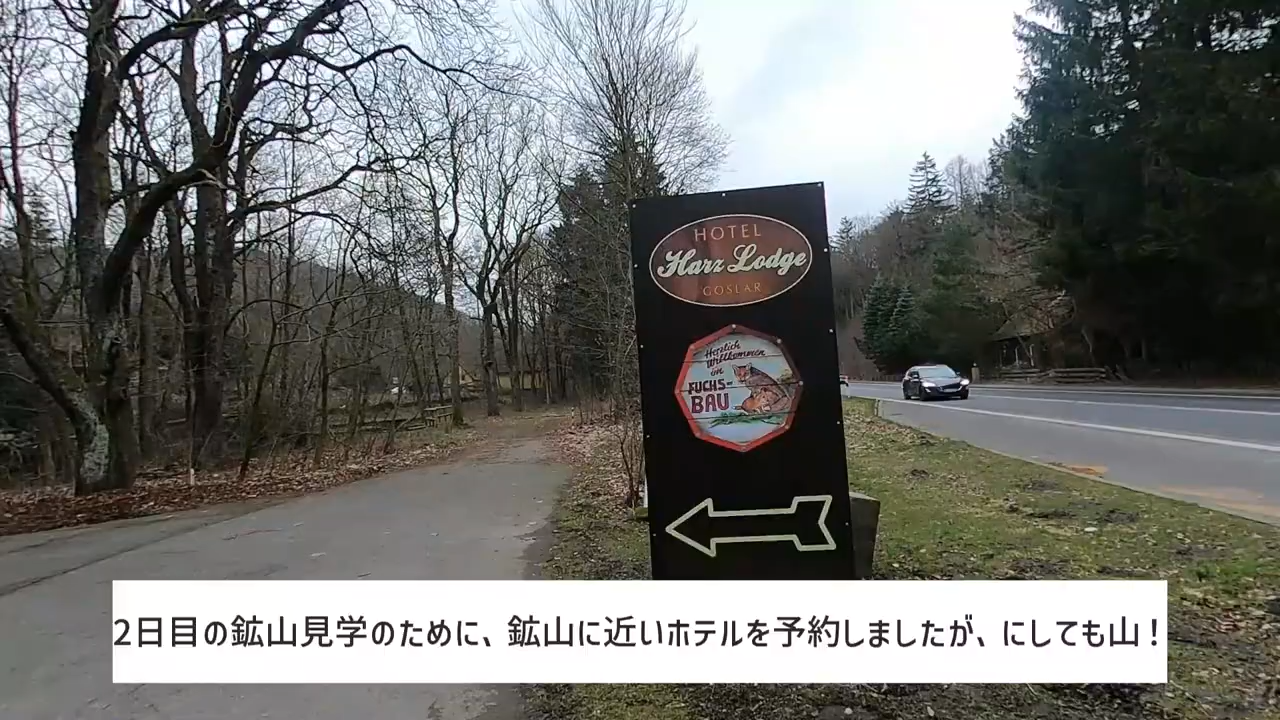 HOTEL
Harz Lodge
GOSLAR
Herzlich
Willkommen
im
FUCHS-
BAU
2日目の鉱山見学のために、鉱山に近いホテルを予約しましたが、にしても山！